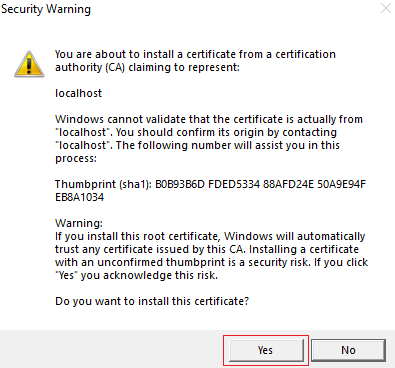 Security Warning
You are about to install a certificate from a certification
authority (CA) claiming to represent:
localhost
Windows cannot validate that the certificate is actually from
"localhost". You should confirm its origin by contacting
"localhost". The following number will assist you in this
process:
Thumbprint (sha1): B0B93B6D FDED5334 88AFD24E 50A9E94F
EB8A1034
Warning:
If you install this root certificate, Windows will automatically
trust any certificate issued by this CA. Installing a certificate
with an unconfirmed thumbprint is a security risk. If you click
"Yes" you acknowledge this risk.
Do you want to install this certificate?
Yes No